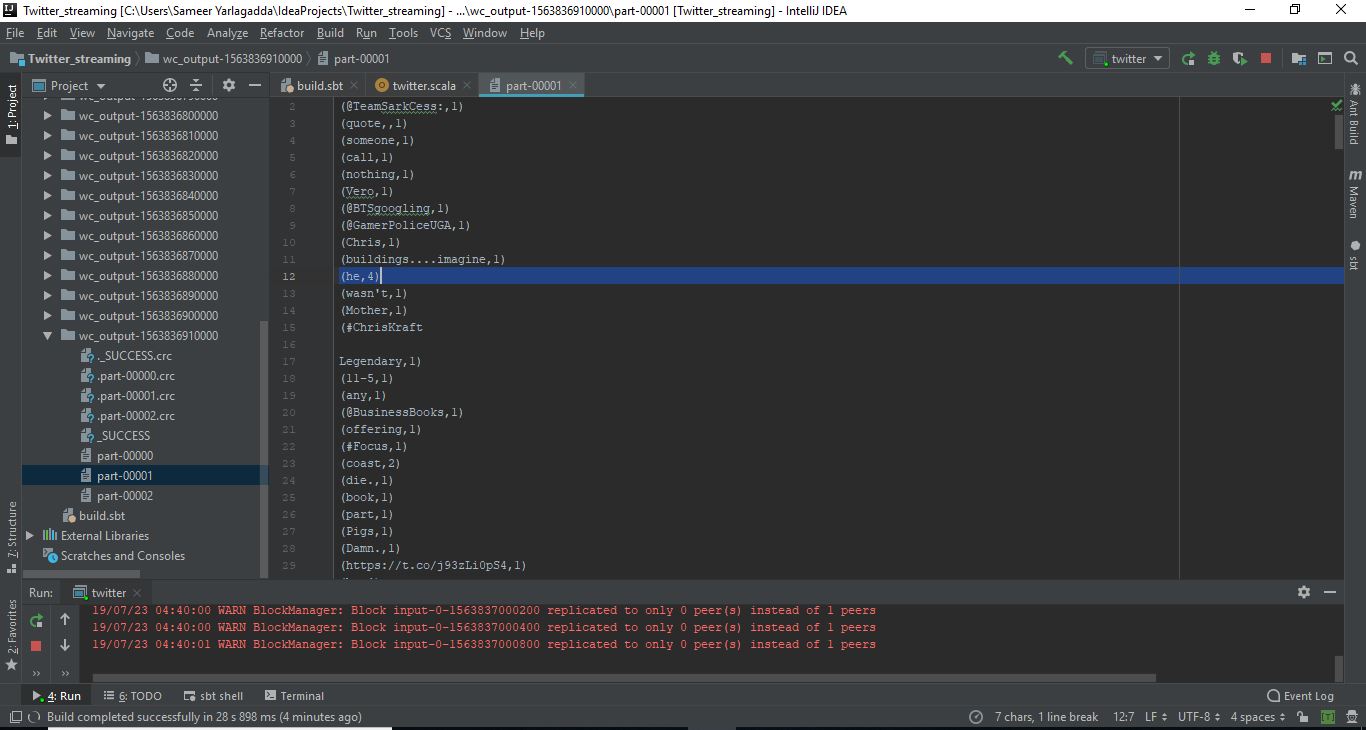 Twitter_streaming [C:\Users\Sameer Yarlagadda\IdeaProjects\Twitter_streaming] - ...\wc_output-1563836910000\part-00001 [Twitter_streaming] - IntelliJ IDEA
File Edit View Navigate Code Analyze Refactor Build Run Tools VCS Window Help
Twitter_streaming wc_output-1563836910000 part-00001 twitter
Project build.sbt twitter.scala part-00001
1: Project
wc_output-1563836800000
wc_output-1563836810000
wc_output-1563836820000
wc_output-1563836830000
wc_output-1563836840000
wc_output-1563836850000
wc_output-1563836860000
wc_output-1563836870000
wc_output-1563836880000
wc_output-1563836890000
wc_output-1563836900000
wc_output-1563836910000
._SUCCESS.crc
.part-00000.crc
.part-00001.crc
.part-00002.crc
_SUCCESS
part-00000
part-00001
part-00002
build.sbt
External Libraries
Scratches and Consoles
7: Structure
2: Favorites
2 (@TeamSarkCess:,1)
3 (quote,,1)
4 (someone,1)
5 (call,1)
6 (nothing,1)
7 (Vero,1)
8 (@BTSgoogling,1)
9 (@GamerPoliceUGA,1)
10 (Chris,1)
11 (buildings....imagine,1)
12 (he,4)
13 (wasn't,1)
14 (Mother,1)
15 (#ChrisKraft
16
17 Legendary,1)
18 (11-5,1)
19 (any,1)
20 (@BusinessBooks,1)
21 (offering,1)
22 (#Focus,1)
23 (coast,2)
24 (die.,1)
25 (book,1)
26 (part,1)
27 (Pigs,1)
28 (Damn.,1)
29 (https://t.co/j93zLi0pS4,1)
Ant Build
m Maven
sbt
Run: twitter
19/07/23 04:40:00 WARN BlockManager: Block input-0-1563837000200 replicated to only 0 peer(s) instead of 1 peers
19/07/23 04:40:00 WARN BlockManager: Block input-0-1563837000400 replicated to only 0 peer(s) instead of 1 peers
19/07/23 04:40:01 WARN BlockManager: Block input-0-1563837000800 replicated to only 0 peer(s) instead of 1 peers
4: Run 6: TODO sbt shell Terminal Event Log
Build completed successfully in 28 s 898 ms (4 minutes ago) 7 chars, 1 line break 12:7 LF UTF-8 4 spaces